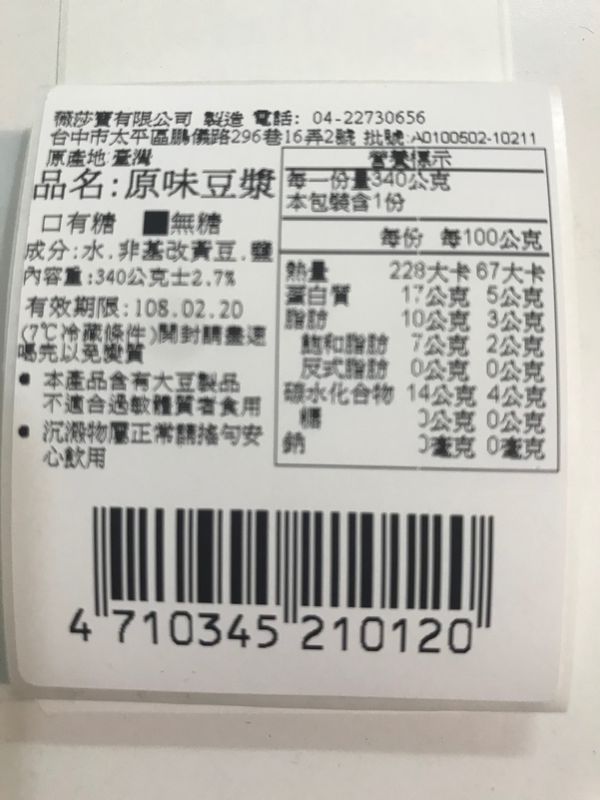 薇莎寶有限公司 製造 電話: 04-22730656
台中市太平區鵬儀路296巷16弄2號 批號:A0100502-10211
原產地:臺灣
品名:原味豆漿
口有糖 ■無糖
成分:水.非基改黃豆.鹽
內容量:340公克士2.7%
有效期限:108.02.20
(7℃冷藏條件)開封請盡速
喝完以免變質
• 本產品含有大豆製品
不適合過敏體質者食用
• 沉澱物屬正常請搖勻安
心飲用
營養標示
每一份量340公克
本包裝含1份
每份 每100公克
熱量 228大卡 67大卡
蛋白質 17公克 5公克
脂肪 10公克 3公克
飽和脂肪 7公克 2公克
反式脂肪 0公克 0公克
碳水化合物 14公克 4公克
糖 0公克 0公克
鈉 0毫克 0毫克
4 710345 210120